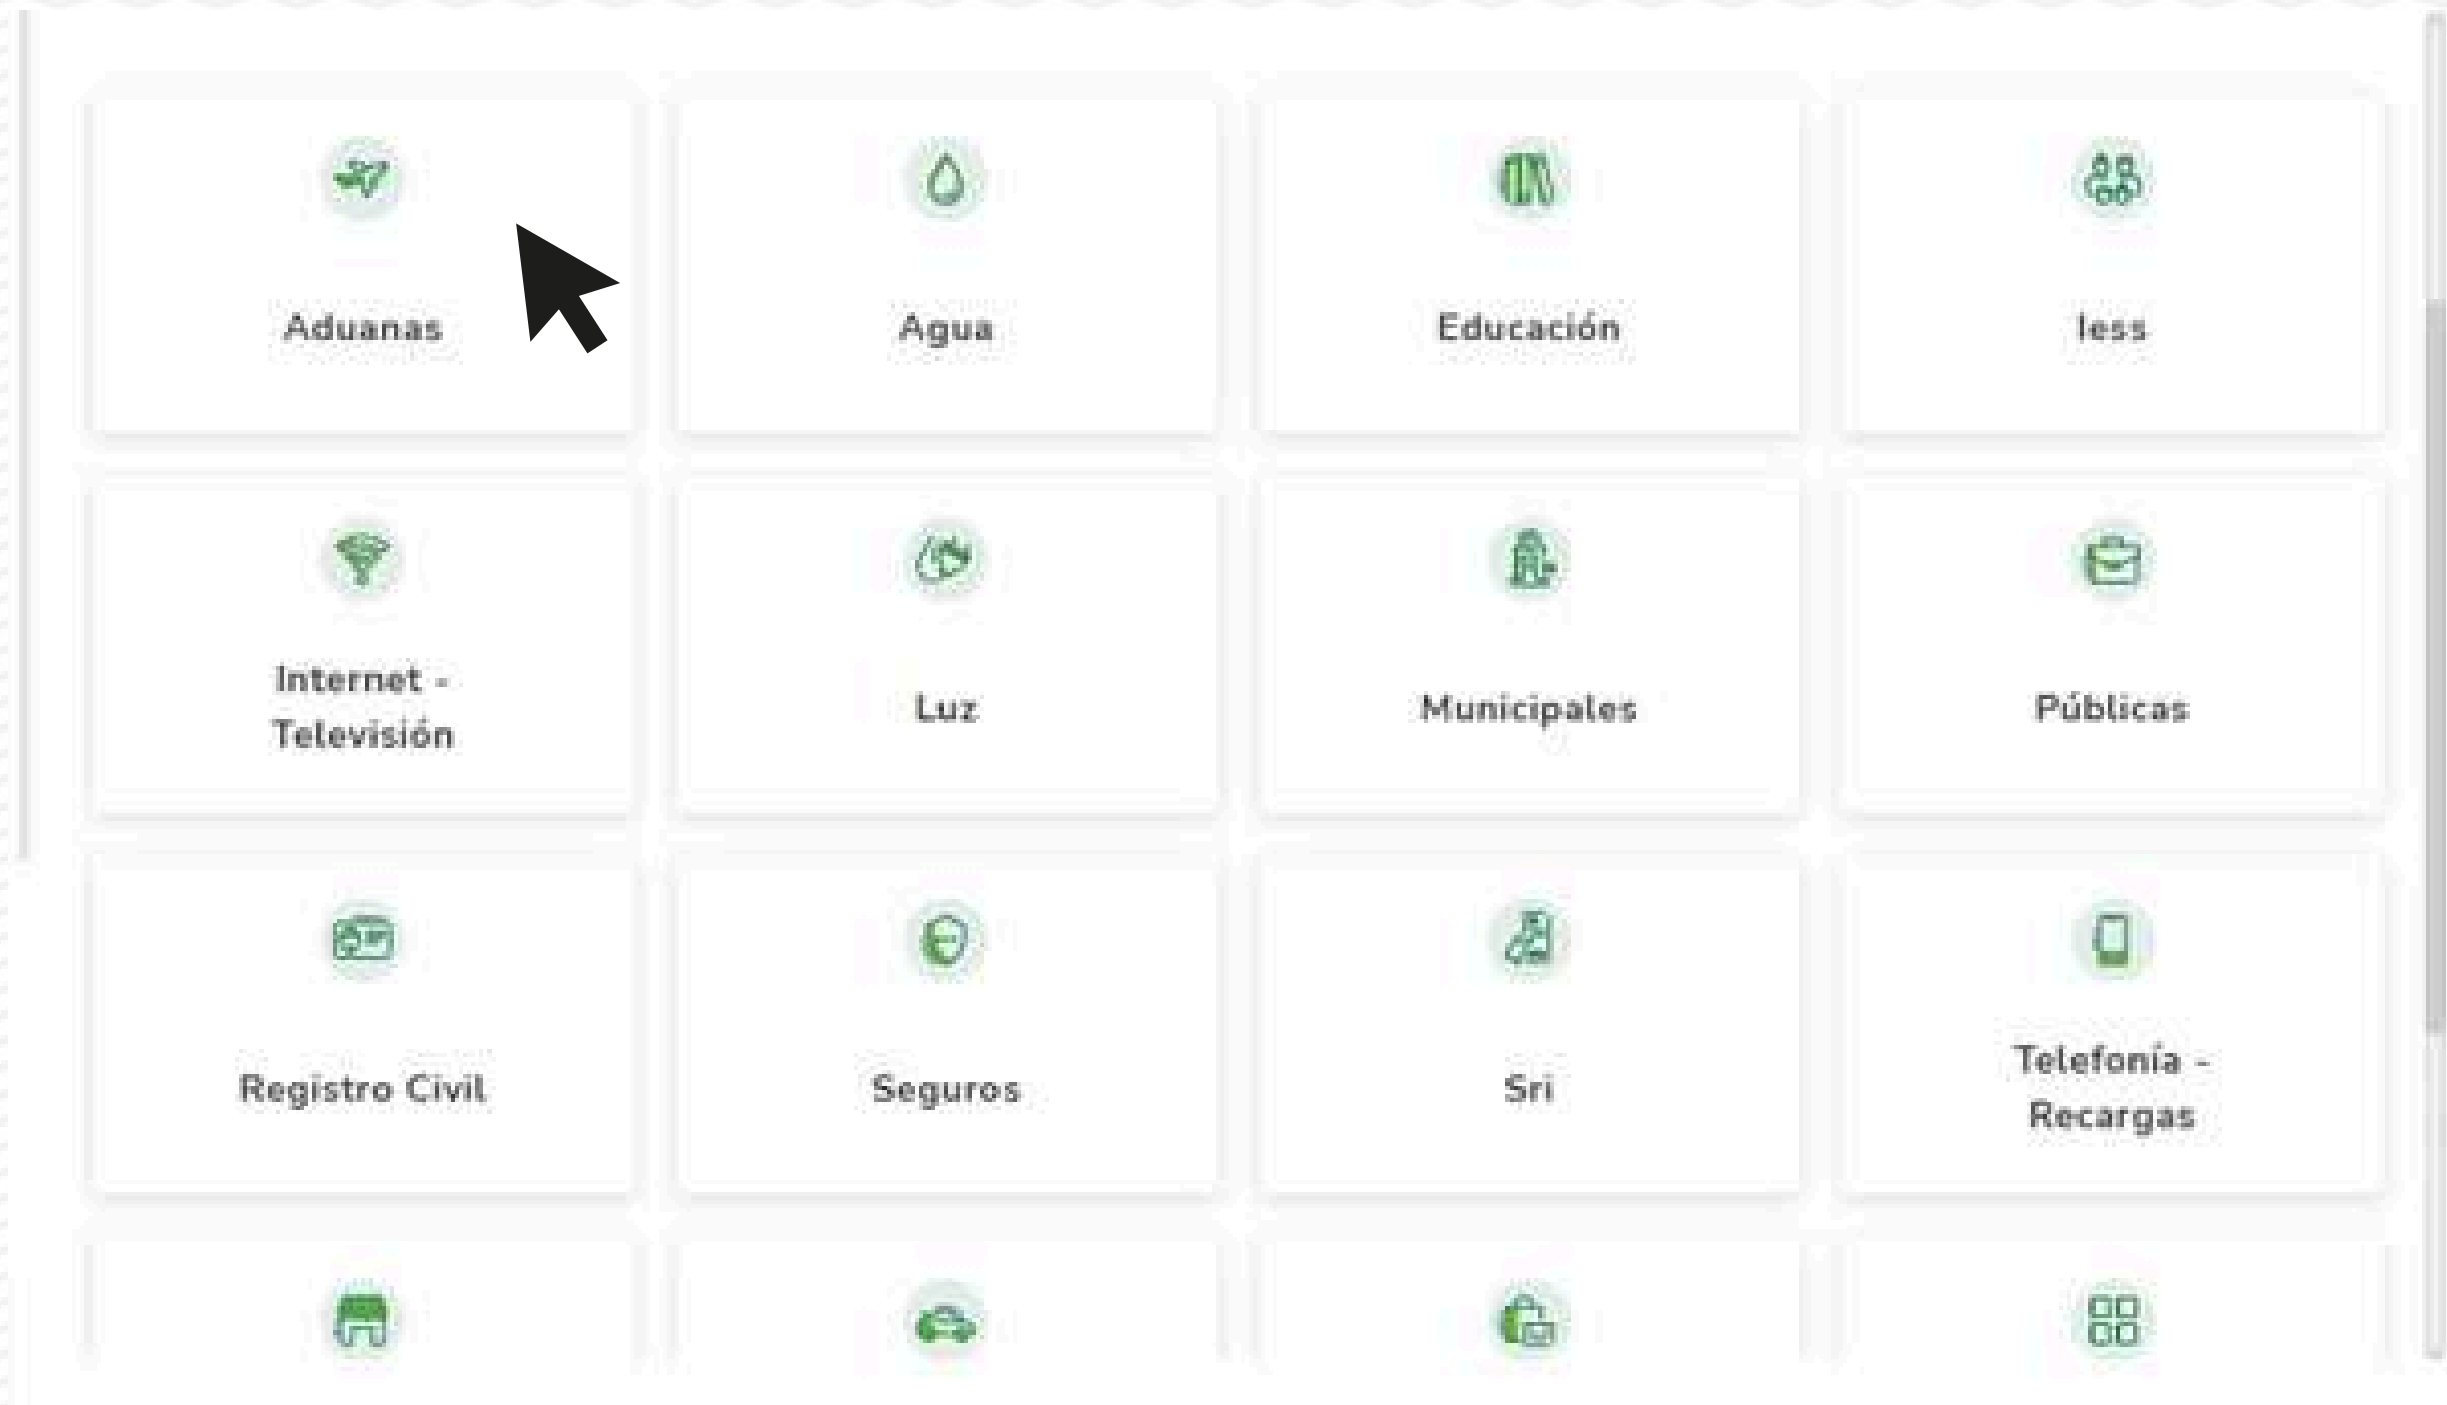 Aduanas
Agua
Educación
Iess
Internet -
Televisión
Luz
Municipales
Públicas
Registro Civil
Seguros
Sri
Telefonía -
Recargas